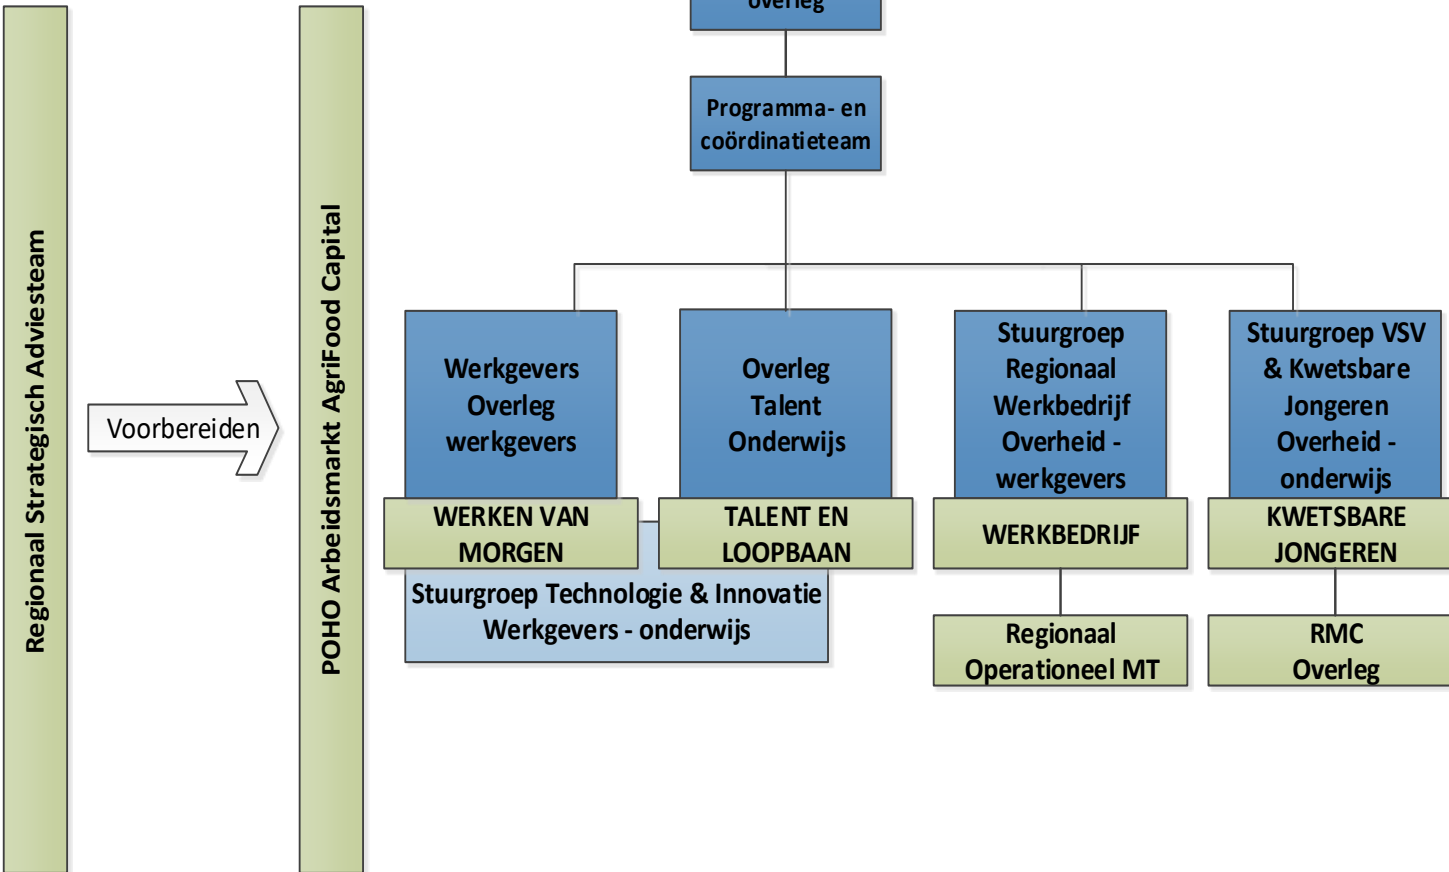 overleg
Programma- en
coördinatieteam
Regionaal Strategisch Adviesteam
Voorbereiden
POHO Arbeidsmarkt AgriFood Capital
Werkgevers
Overleg
werkgevers
WERKEN VAN
MORGEN
Overleg
Talent
Onderwijs
TALENT EN
LOOPBAAN
Stuurgroep Technologie & Innovatie
Werkgevers - onderwijs
Stuurgroep
Regionaal
Werkbedrijf
Overheid -
werkgevers
WERKBEDRIJF
Regionaal
Operationeel MT
Stuurgroep VSV
& Kwetsbare
Jongeren
Overheid -
onderwijs
KWETSBARE
JONGEREN
RMC
Overleg